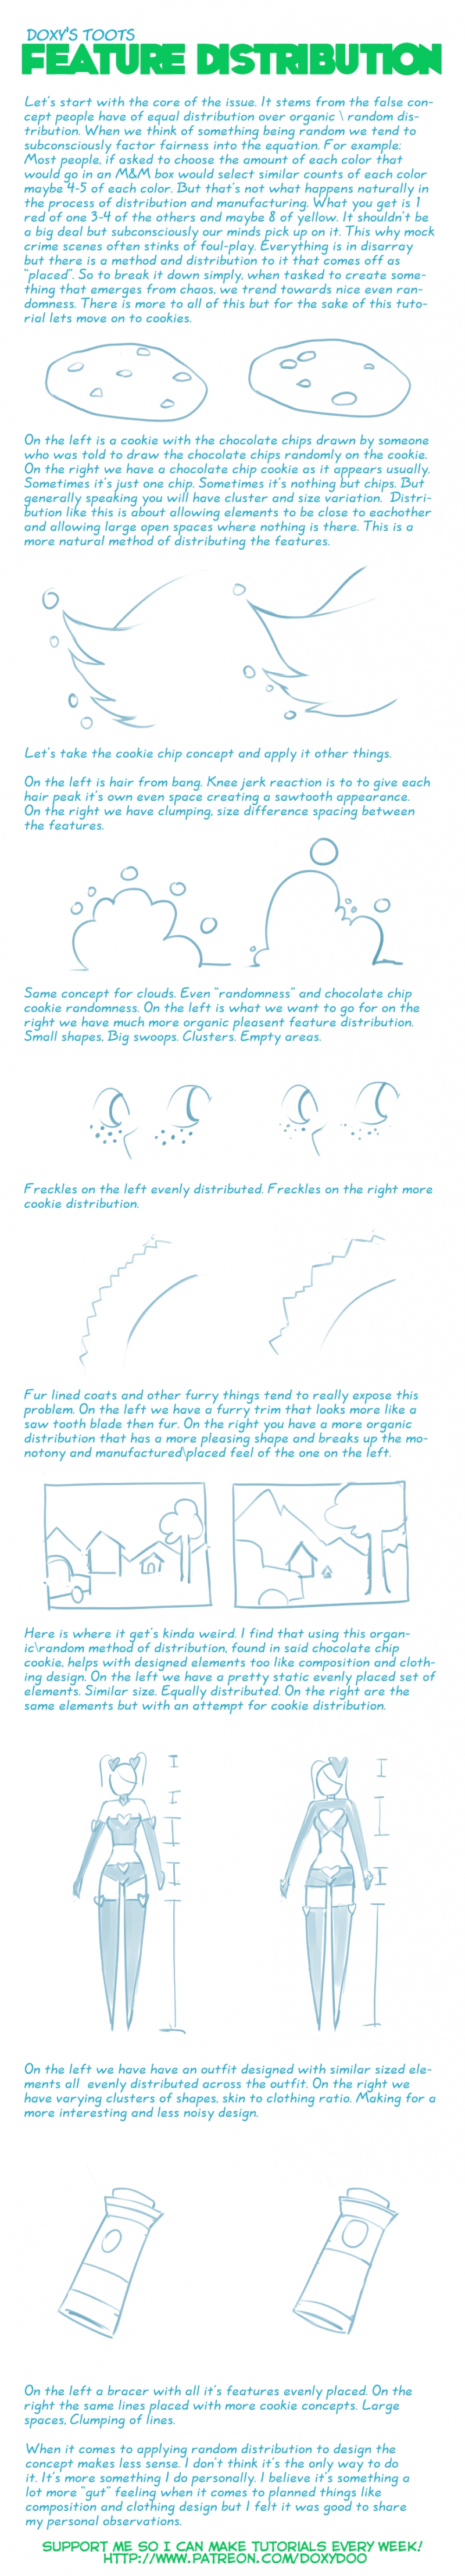 DOXY'S TOOTS
FEATURE DISTRIBUTION
Let's start with the core of the issue. It stems from the false con-
cept people have of equal distribution over organic \ random dis-
tribution. When we think of something being random we tend to
subconsciously factor fairness into the equation. For example:
Most people, if asked to choose the amount of each color that
would go in an M&M box would select similar counts of each color
maybe 4-5 of each color. But that's not what happens naturally in
the process of distribution and manufacturing. What you get is 1
red of one 3-4 of the others and maybe 8 of yellow. It shouldn't be
a big deal but subconsciously our minds pick up on it. This why mock
crime scenes often stinks of foul-play. Everything is in disarray
but there is a method and distribution to it that comes off as
"placed". So to break it down simply, when tasked to create some-
thing that emerges from chaos, we trend towards nice even ran-
domness. There is more to all of this but for the sake of this tuto-
rial lets move on to cookies.
On the left is a cookie with the chocolate chips drawn by someone
who was told to draw the chocolate chips randomly on the cookie.
On the right we have a chocolate chip cookie as it appears usually.
Sometimes it's just one chip. Sometimes it's nothing but chips. But
generally speaking you will have cluster and size variation. Distri-
bution like this is about allowing elements to be close to eachother
and allowing large open spaces where nothing is there. This is a
more natural method of distributing the features.
Let's take the cookie chip concept and apply it other things.
On the left is hair from bang. Knee jerk reaction is to to give each
hair peak it's own even space creating a sawtooth appearance.
On the right we have clumping, size difference spacing between
the features.
Same concept for clouds. Even "randomness" and chocolate chip
cookie randomness. On the left is what we want to go for on the
right we have much more organic pleasent feature distribution.
Small shapes, Big swoops. Clusters. Empty areas.
Freckles on the left evenly distributed. Freckles on the right more
cookie distribution.
Fur lined coats and other furry things tend to really expose this
problem. On the left we have a furry trim that looks more like a
saw tooth blade then fur. On the right you have a more organic
distribution that has a more pleasing shape and breaks up the mo-
notony and manufactured\placed feel of the one on the left.
Here is where it get's kinda weird. I find that using this organ-
ic\random method of distribution, found in said chocolate chip
cookie, helps with designed elements too like composition and cloth-
ing design. On the left we have a pretty static evenly placed set of
elements. Similar size. Equally distributed. On the right are the
same elements but with an attempt for cookie distribution.
On the left we have have an outfit designed with similar sized ele-
ments all evenly distributed across the outfit. On the right we
have varying clusters of shapes, skin to clothing ratio. Making for a
more interesting and less noisy design.
On the left a bracer with all it's features evenly placed. On the
right the same lines placed with more cookie concepts. Large
spaces, Clumping of lines.
When it comes to applying random distribution to design the
concept makes less sense. I don't think it's the only way to do
it. It's more something I do personally. I believe it's something a
lot more "gut" feeling when it comes to planned things like
composition and clothing design but I felt it was good to share
my personal observations.
SUPPORT ME SO I CAN MAKE TUTORIALS EVERY WEEK!
HTTP://WWW.PATREON.COM/DOXYDOO